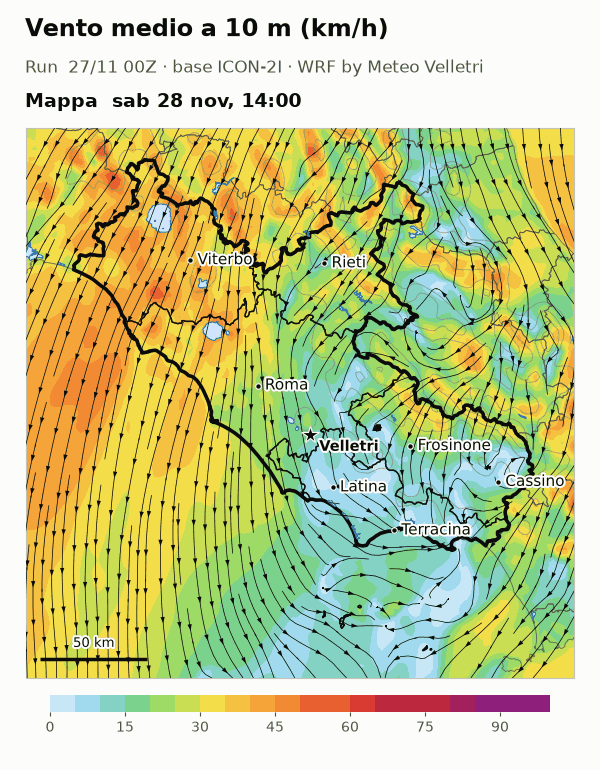 Vento medio a 10 m (km/h)
Run 27/11 00Z · base ICON-2I · WRF by Meteo Velletri
Mappa sab 28 nov, 14:00
Viterbo
Rieti
Roma
Velletri
Frosinone
Latina
Cassino
Terracina
50 km
0 15 30 45 60 75 90